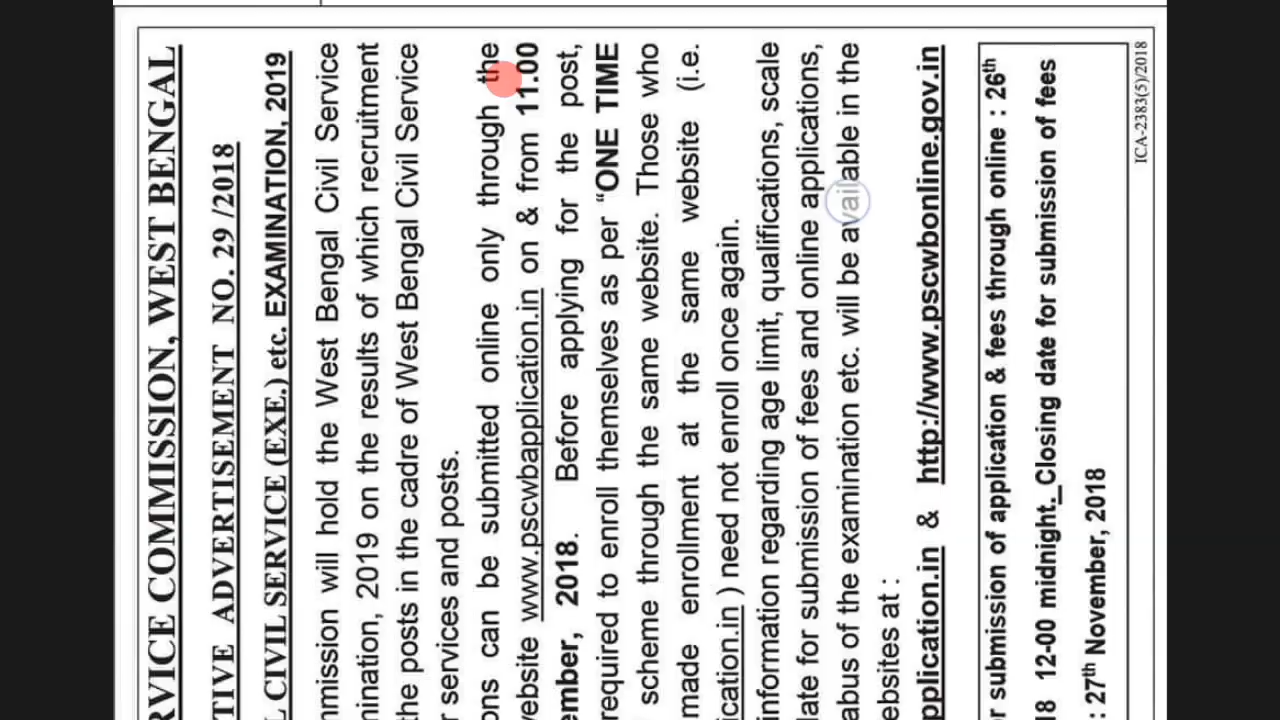 RVICE COMMISSION, WEST BENGAL
TIVE ADVERTISEMENT NO. 29 /2018
L CIVIL SERVICE (EXE.) etc. EXAMINATION, 2019
mmission will hold the West Bengal Civil Service
mination, 2019 on the results of which recruitment
the posts in the cadre of West Bengal Civil Service
r services and posts.
ons can be submitted online only through the
vebsite www.pscwbapplication.in on & from 11.00
ember, 2018. Before applying for the post,
required to enroll themselves as per “ONE TIME
scheme through the same website. Those who
made enrollment at the same website (i.e.
ication.in ) need not enroll once again.
information regarding age limit, qualifications, scale
late for submission of fees and online applications,
abus of the examination etc. will be available in the
ebsites at :
pplication.in & http://www.pscwbonline.gov.in
r submission of application & fees through online : 26th
18 12-00 midnight. Closing date for submission of fees
: 27th November, 2018
ICA-2383(5)/2018